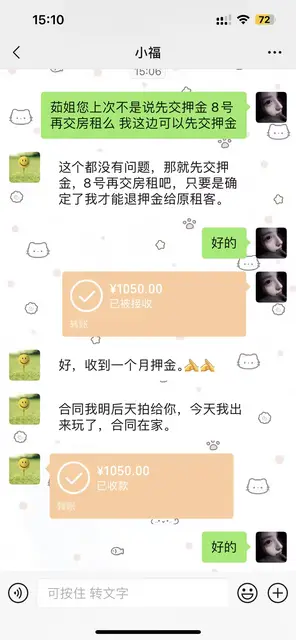 15:10
72
小福
15:06
茹姐您上次不是说先交押金 8号
再交房租么 我这边可以先交押金
这个都没有问题，那就先交押
金，8号再交房租吧，只要是确
定了我才能退押金给原租客。
好的
¥1050.00
已被接收
转账
好，收到一个月押金。
合同我明后天拍给你，今天我出
来玩了，合同在家。
¥1050.00
已收款
转账
好的
可按住 转文字